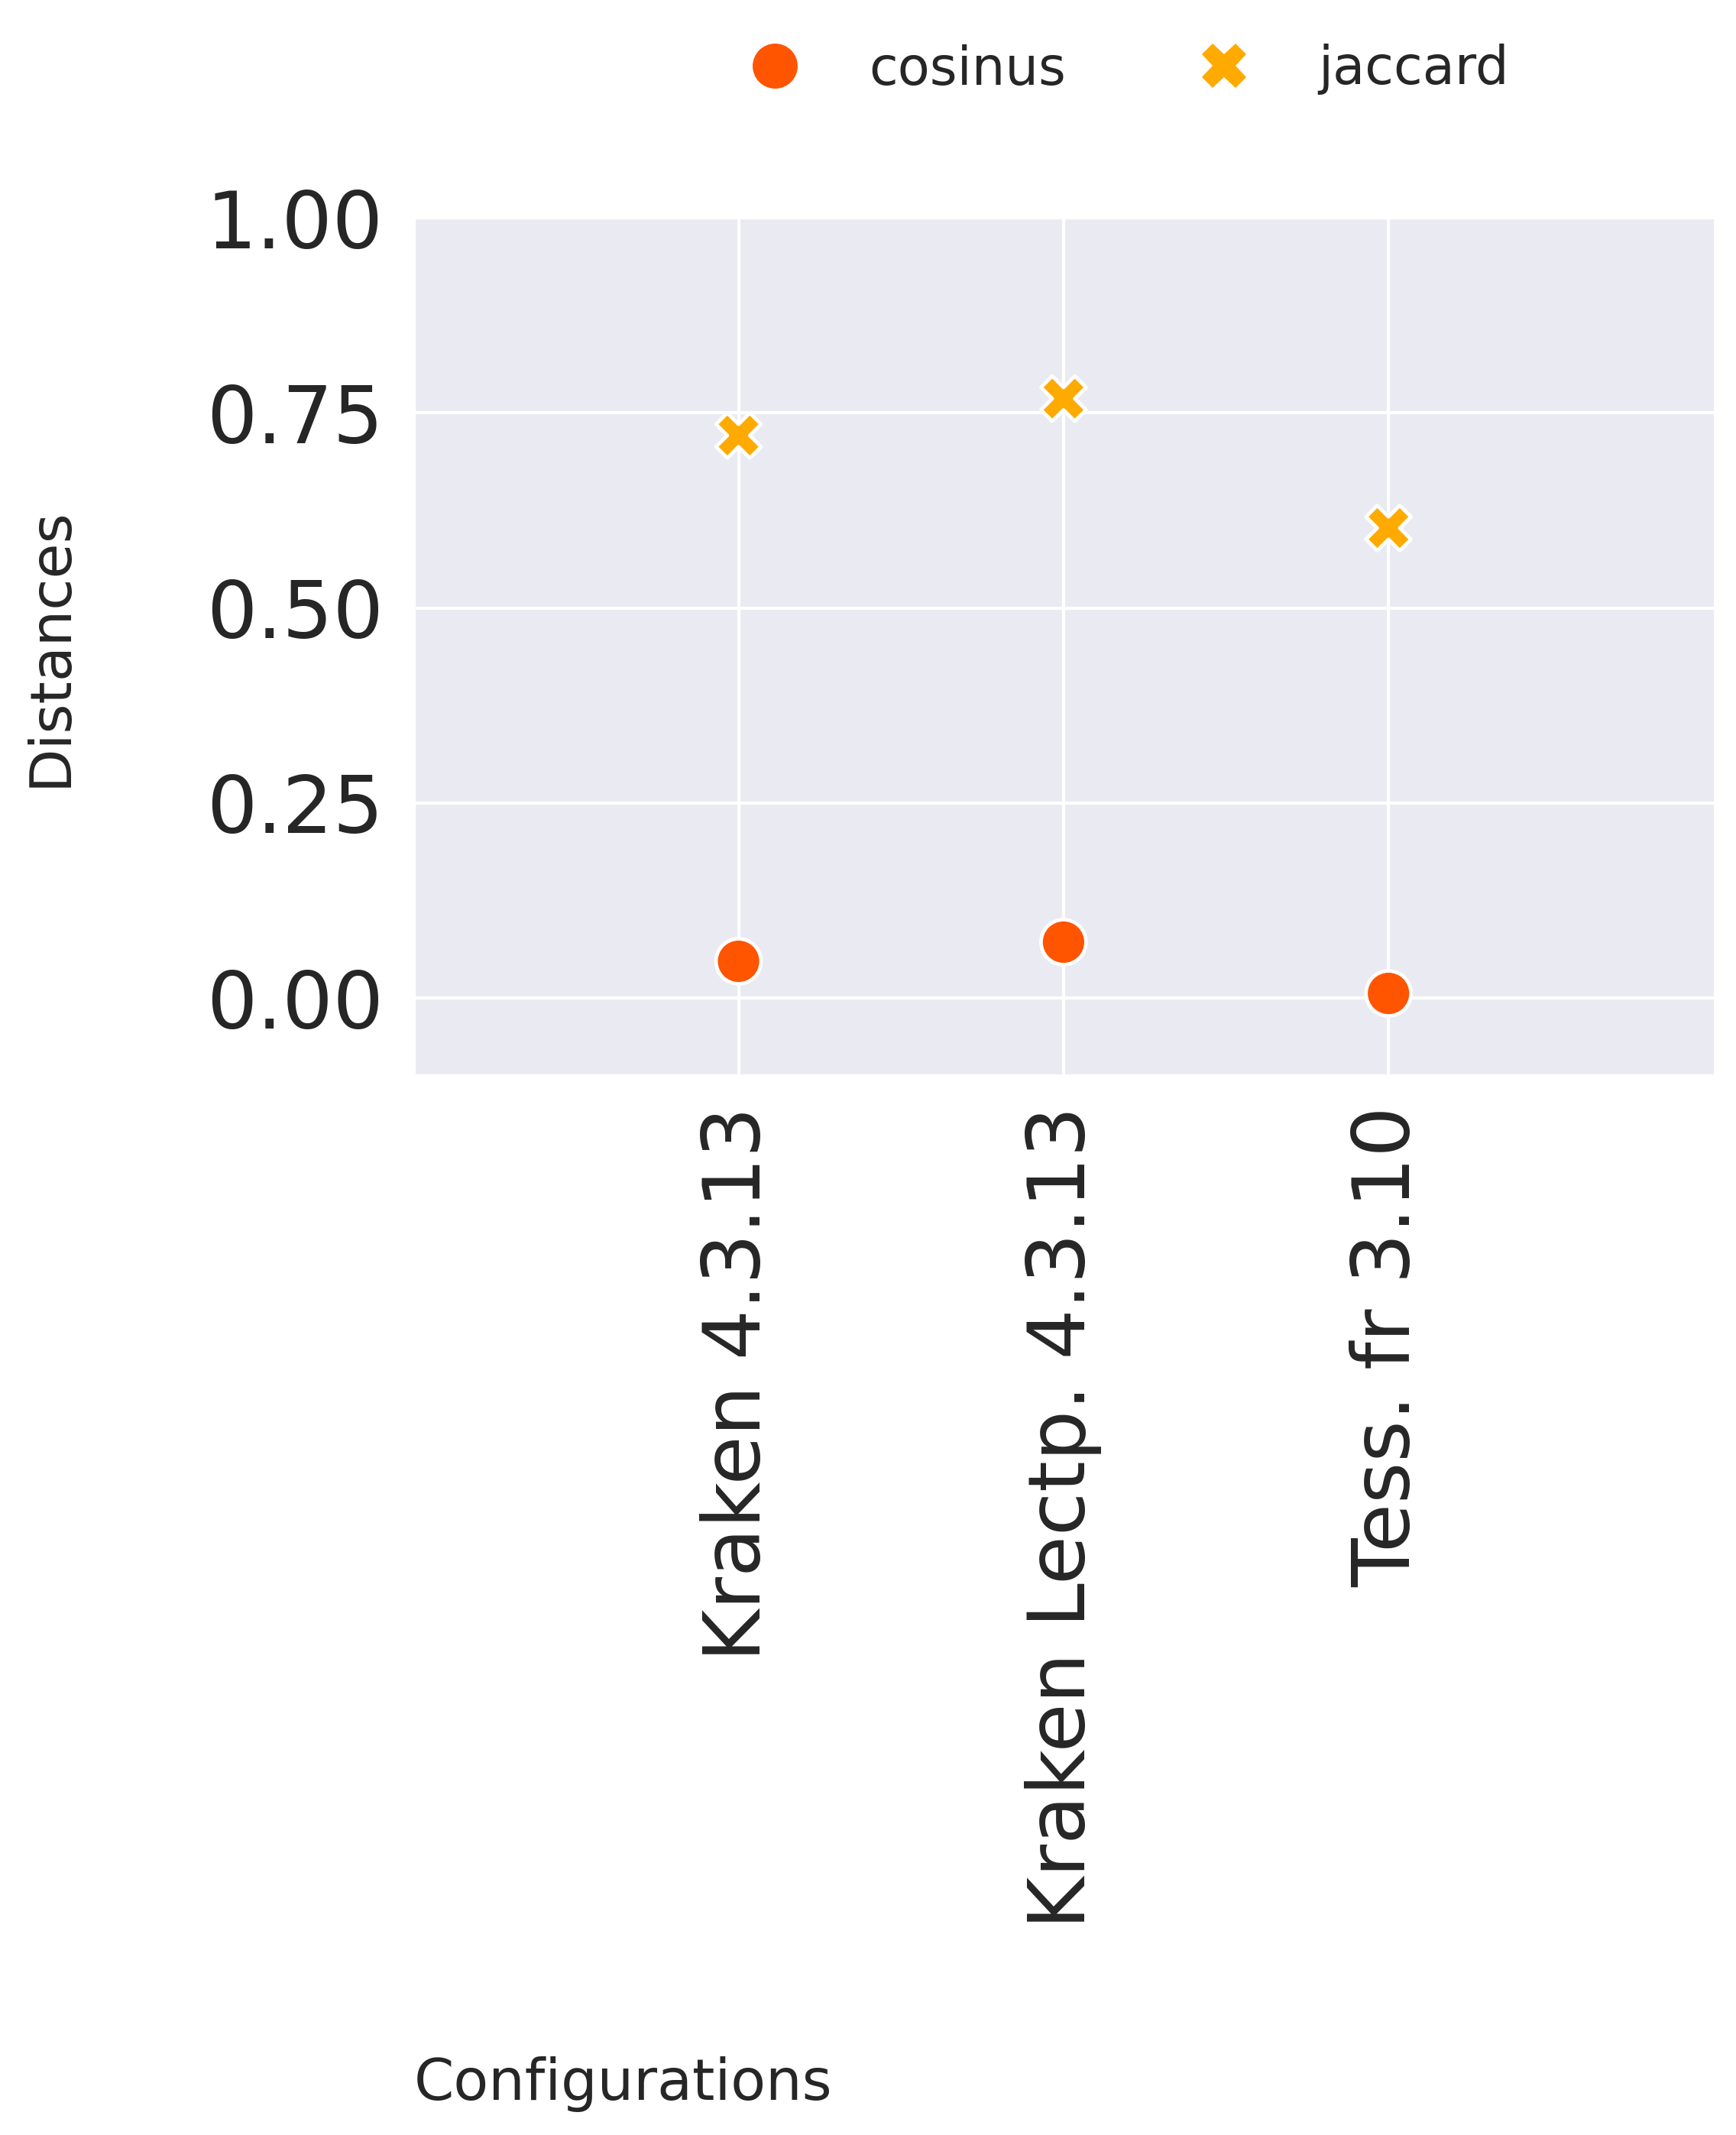 cosinus jaccard
1.00
0.75
0.50
0.25
0.00
Distances
Kraken 4.3.13
Kraken Lectp. 4.3.13
Tess. fr 3.10
Configurations